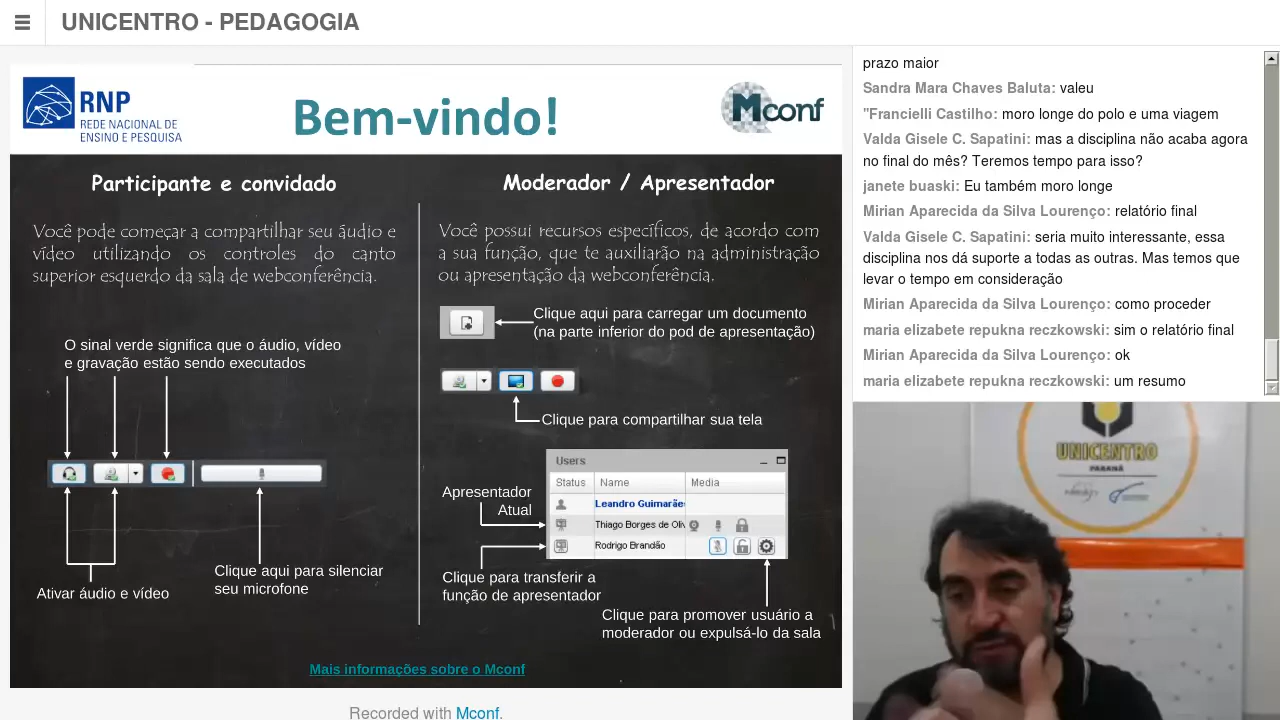 UNICENTRO - PEDAGOGIA
RNP
REDE NACIONAL DE
ENSINO E PESQUISA
Bem-vindo!
Mconf
Participante e convidado
Você pode começar a compartilhar seu áudio e
vídeo utilizando os controles do canto
superior esquerdo da sala de webconferência.
O sinal verde significa que o áudio, vídeo
e gravação estão sendo executados
Ativar áudio e vídeo
Clique aqui para silenciar
seu microfone
Moderador / Apresentador
Você possui recursos específicos, de acordo com
a sua função, que te auxiliarão na administração
ou apresentação da webconferência.
Clique aqui para carregar um documento
(na parte inferior do pod de apresentação)
Clique para compartilhar sua tela
Users
Status Name Media
Leandro Guimarães
Thiago Borges de Oliv
Rodrigo Brandão
Apresentador
Atual
Clique para transferir a
função de apresentador
Clique para promover usuário a
moderador ou expulsá-lo da sala
Mais informações sobre o Mconf
Recorded with Mconf.
prazo maior
Sandra Mara Chaves Baluta: valeu
"Francielli Castilho: moro longe do polo e uma viagem
Valda Gisele C. Sapatini: mas a disciplina não acaba agora
no final do mês? Teremos tempo para isso?
janete buaski: Eu também moro longe
Mirian Aparecida da Silva Lourenço: relatório final
Valda Gisele C. Sapatini: seria muito interessante, essa
disciplina nos dá suporte a todas as outras. Mas temos que
levar o tempo em consideração
Mirian Aparecida da Silva Lourenço: como proceder
maria elizabete repukna reczkowski: sim o relatório final
Mirian Aparecida da Silva Lourenço: ok
maria elizabete repukna reczkowski: um resumo
UNICENTRO
PARANÁ